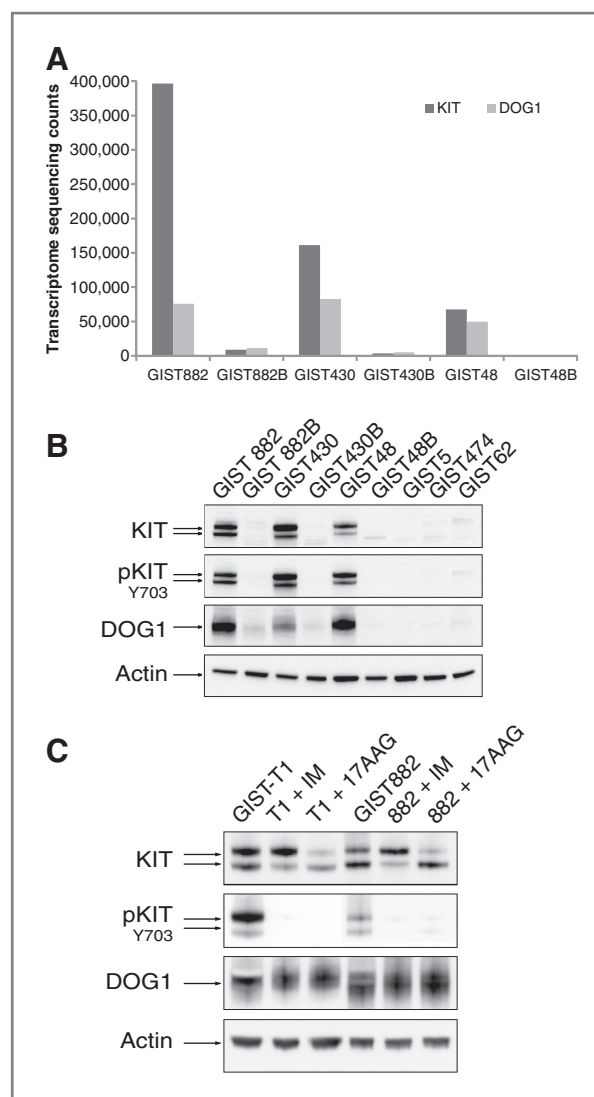 A
Transcriptome sequencing counts
400,000
350,000
300,000
250,000
200,000
150,000
100,000
50,000
0
KIT DOG1
GIST882 GIST882B GIST430 GIST430B GIST48 GIST48B
B
GIST 882 GIST 882B GIST430 GIST430B GIST48 GIST48B GIST5 GIST474 GIST62
KIT
pKIT
Y703
DOG1
Actin
C
GIST-T1 T1 + IM T1 + 17AAG GIST882 882 + IM 882 + 17AAG
KIT
pKIT
Y703
DOG1
Actin